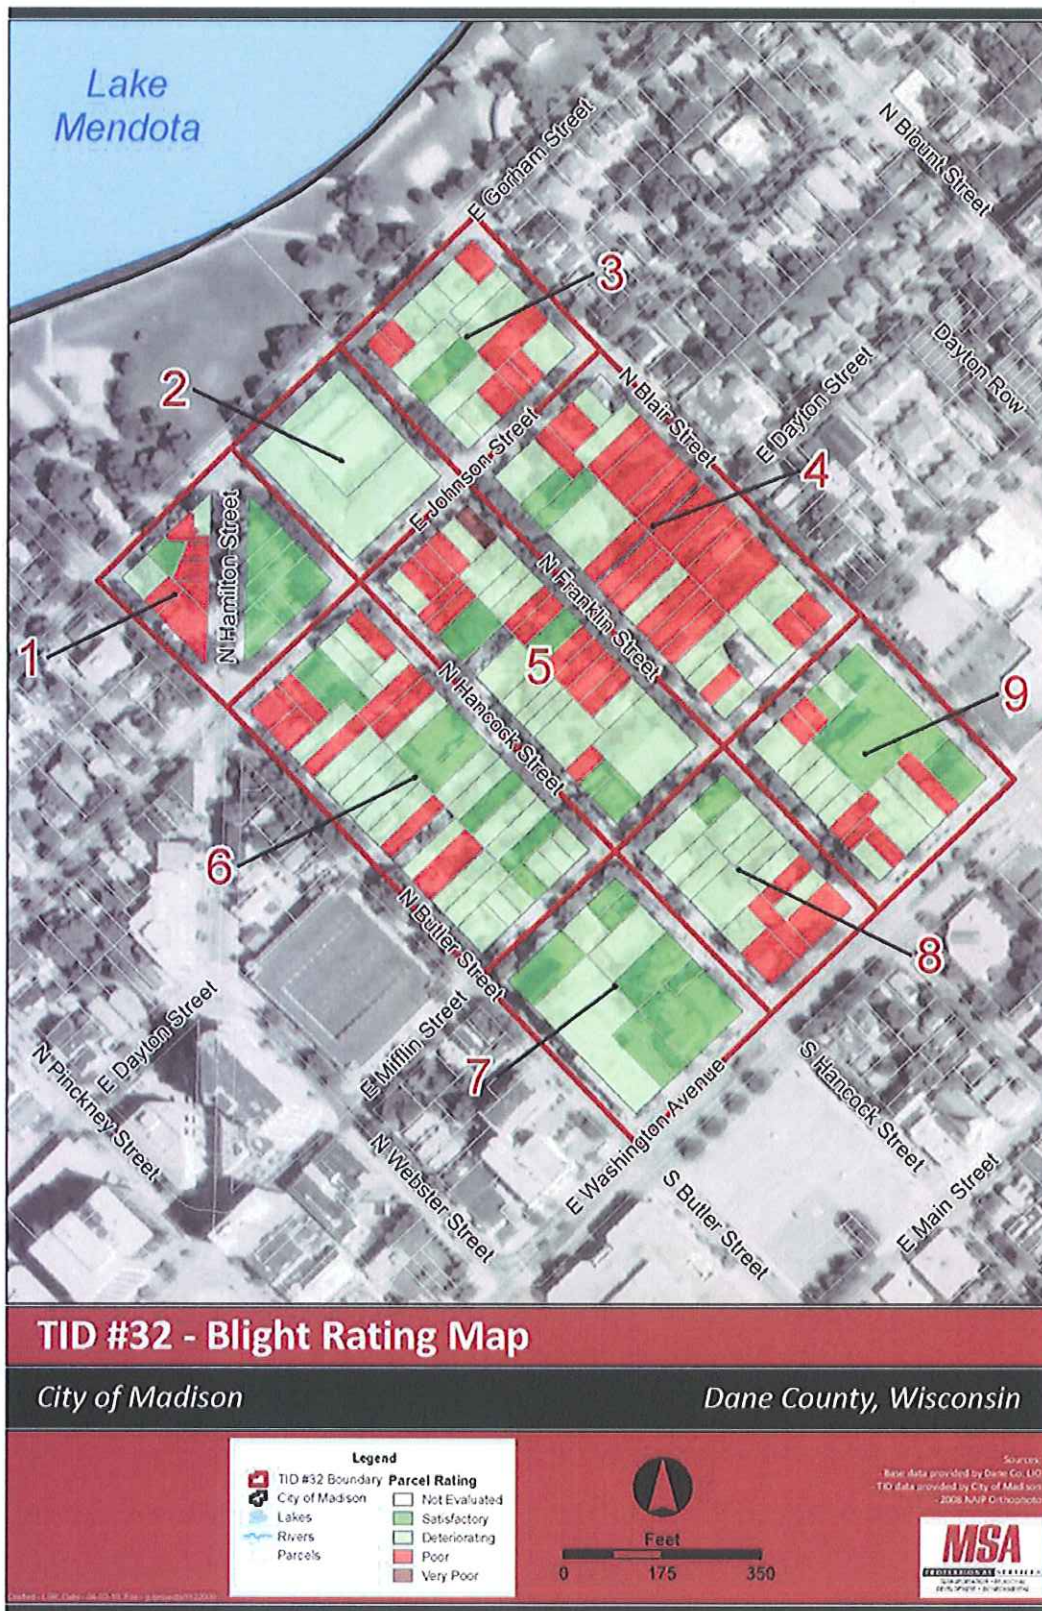 Lake
Mendota
E Gorham Street
N Blount Street
3
Dayton Row
2
N Blair Street
E Dayton Street
4
E Johnson Street
N Hamilton Street
N Franklin Street
1
5
N Hancock Street
9
6
N Butler Street
8
E Dayton Street
E Mifflin Street
7
N Pinckney Street
S Hancock Street
N Webster Street
E Washington Avenue
S Butler Street
E Main Street
TID #32 - Blight Rating Map
City of Madison
Dane County, Wisconsin
Legend
TID #32 Boundary
City of Madison
Lakes
Rivers
Parcels
Parcel Rating
Not Evaluated
Satisfactory
Deteriorating
Poor
Very Poor
Feet
0 175 350
Sources:
- Base data provided by Dane Co. LIO
- TID data provided by City of Madison
- 2008 NAIP Orthophoto
MSA
PROFESSIONAL SERVICES